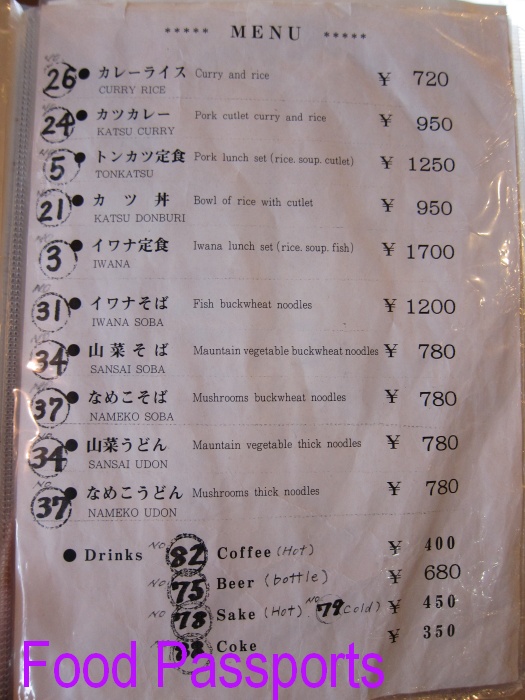 ***** MENU *****
NO 26 ● カレーライス Curry and rice ¥ 720
CURRY RICE
24 ● カツカレー Pork cutlet curry and rice ¥ 950
KATSU CURRY
5 ● トンカツ定食 Pork lunch set (rice. soup. cutlet) ¥ 1250
TONKATSU
21 ● カツ丼 Bowl of rice with cutlet ¥ 950
KATSU DONBURI
3 ● イワナ定食 Iwana lunch set (rice. soup. fish) ¥ 1700
IWANA
NO 31 ● イワナそば Fish buckwheat noodles ¥ 1200
IWANA SOBA
34 ● 山菜そば Mauntain vegetable buckwheat noodles ¥ 780
SANSAI SOBA
37 ● なめこそば Mushrooms buckwheat noodles ¥ 780
NAMEKO SOBA
34 ● 山菜うどん Mauntain vegetable thick noodles ¥ 780
SANSAI UDON
NO 37 ● なめこうどん Mushrooms thick noodles ¥ 780
NAMEKO UDON
● Drinks NO 82 Coffee (Hot) ¥ 400
NO 75 Beer (bottle) ¥ 680
NO 78 Sake (Hot) NO 79 (Cold) ¥ 450
NO Coke ¥ 350
Food Passports